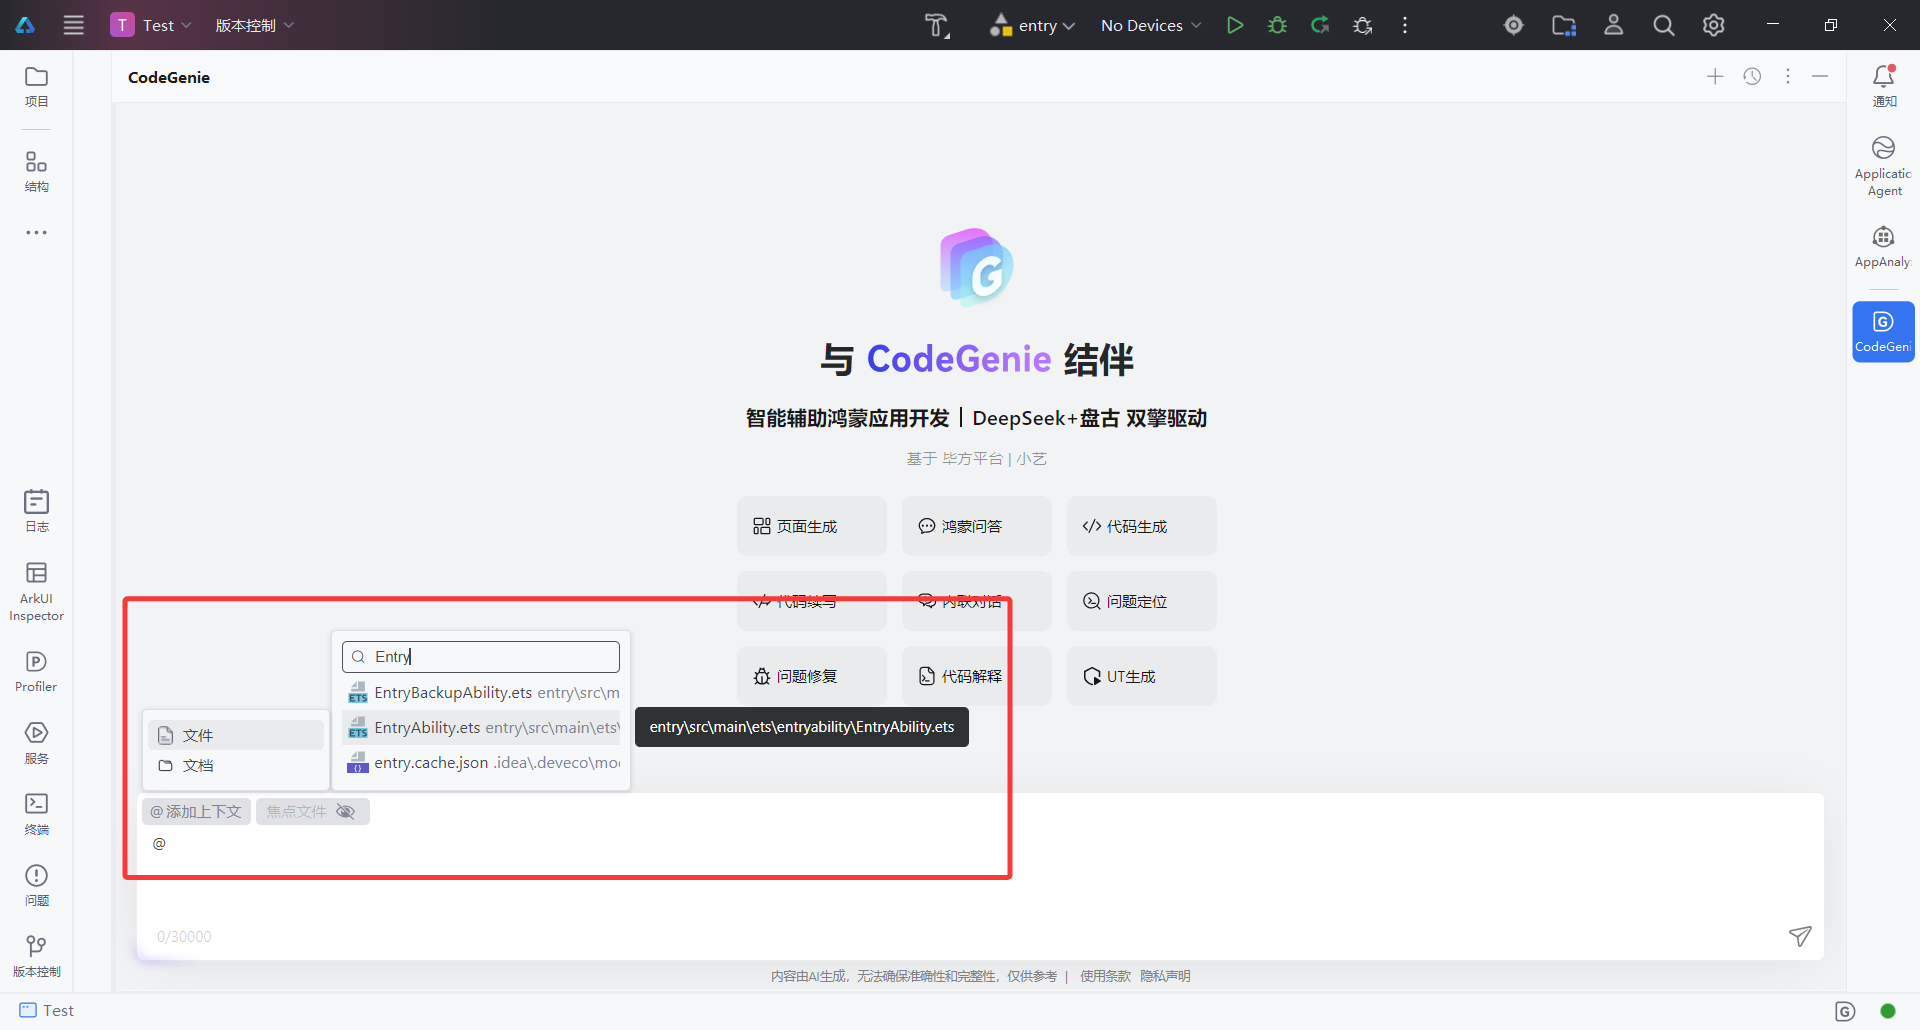 T Test 版本控制 entry No Devices
项目
结构
日志
ArkUI
Inspector
Profiler
服务
终端
问题
版本控制
CodeGenie
与 CodeGenie 结伴
智能辅助鸿蒙应用开发 | DeepSeek+盘古 双擎驱动
基于 毕方平台 | 小艺
页面生成 鸿蒙问答 代码生成
代码续写 内联对话 问题定位
问题修复 代码解释 UT生成
Entry
EntryBackupAbility.ets entry\src\m
EntryAbility.ets entry\src\main\ets\
entry.cache.json .idea\.deveco\mo
entry\src\main\ets\entryability\EntryAbility.ets
文件
文档
@ 添加上下文 焦点文件
@
0/30000
内容由AI生成，无法确保准确性和完整性，仅供参考 | 使用条款 隐私声明
通知
Applicatio
Agent
AppAnaly
CodeGeni
Test